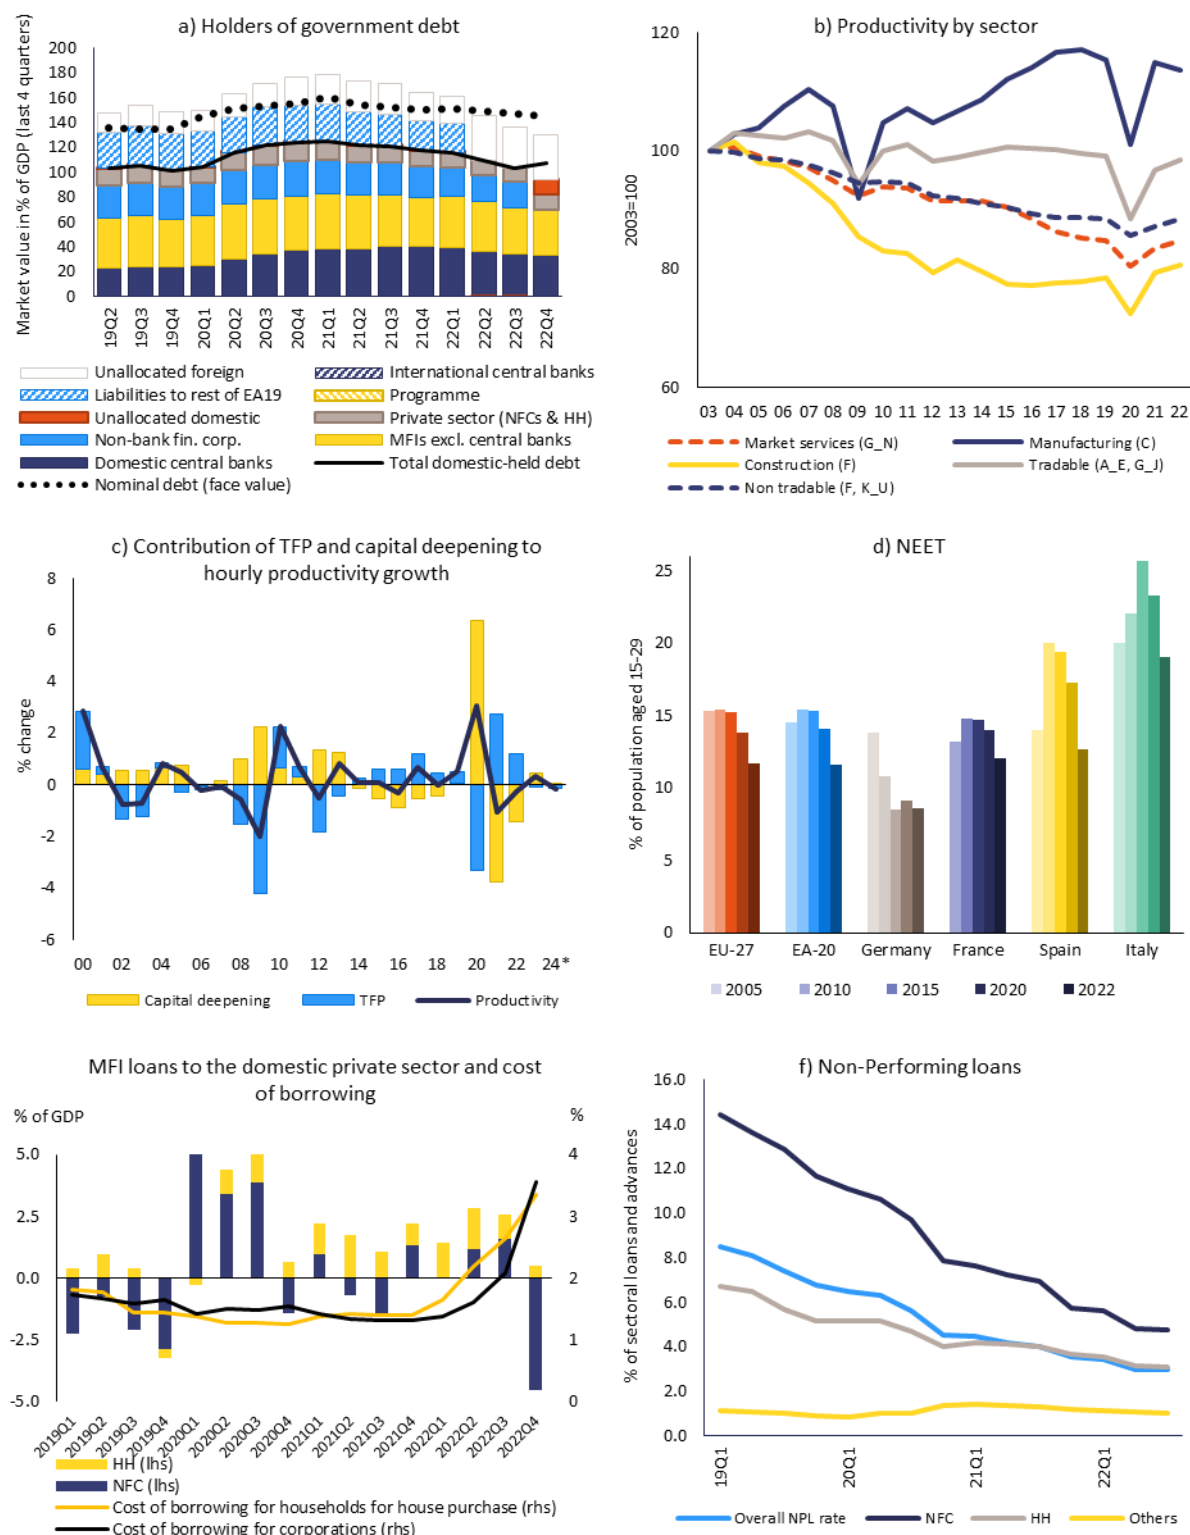 a) Holders of government debt
Market value in % of GDP (last 4 quarters)
200
180
160
140
120
100
80
60
40
20
0
19Q2
19Q3
19Q4
20Q1
20Q2
20Q3
20Q4
21Q1
21Q2
21Q3
21Q4
22Q1
22Q2
22Q3
22Q4
Unallocated foreign
International central banks
Liabilities to rest of EA19
Programme
Unallocated domestic
Private sector (NFCs & HH)
Non-bank fin. corp.
MFIs excl. central banks
Domestic central banks
Total domestic-held debt
Nominal debt (face value)
b) Productivity by sector
2003=100
120
100
80
60
03 04 05 06 07 08 09 10 11 12 13 14 15 16 17 18 19 20 21 22
Market services (G_N)
Manufacturing (C)
Construction (F)
Tradable (A_E, G_J)
Non tradable (F, K_U)
c) Contribution of TFP and capital deepening to
hourly productivity growth
% change
8
6
4
2
0
-2
-4
-6
00 02 04 06 08 10 12 14 16 18 20 22 24*
Capital deepening
TFP
Productivity
d) NEET
% of population aged 15-29
25
20
15
10
5
0
EU-27
EA-20
Germany
France
Spain
Italy
2005
2010
2015
2020
2022
MFI loans to the domestic private sector and cost
of borrowing
% of GDP
%
5.0
2.5
0.0
-2.5
-5.0
4
3
2
1
0
2019Q1
2019Q2
2019Q3
2019Q4
2020Q1
2020Q2
2020Q3
2020Q4
2021Q1
2021Q2
2021Q3
2021Q4
2022Q1
2022Q2
2022Q3
2022Q4
HH (lhs)
NFC (lhs)
Cost of borrowing for households for house purchase (rhs)
Cost of borrowing for corporations (rhs)
f) Non-Performing loans
% of sectoral loans and advances
16.0
14.0
12.0
10.0
8.0
6.0
4.0
2.0
0.0
19Q1
20Q1
21Q1
22Q1
Overall NPL rate
NFC
HH
Others